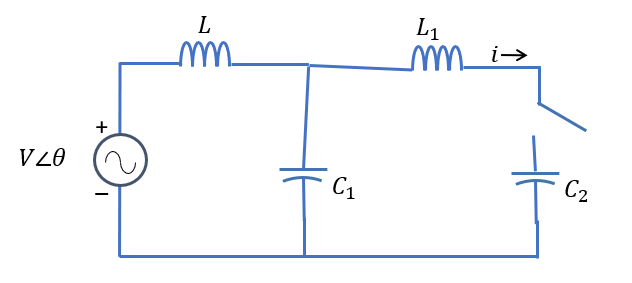 L
L₁
i→
+
V∠θ
−
C₁
C₂